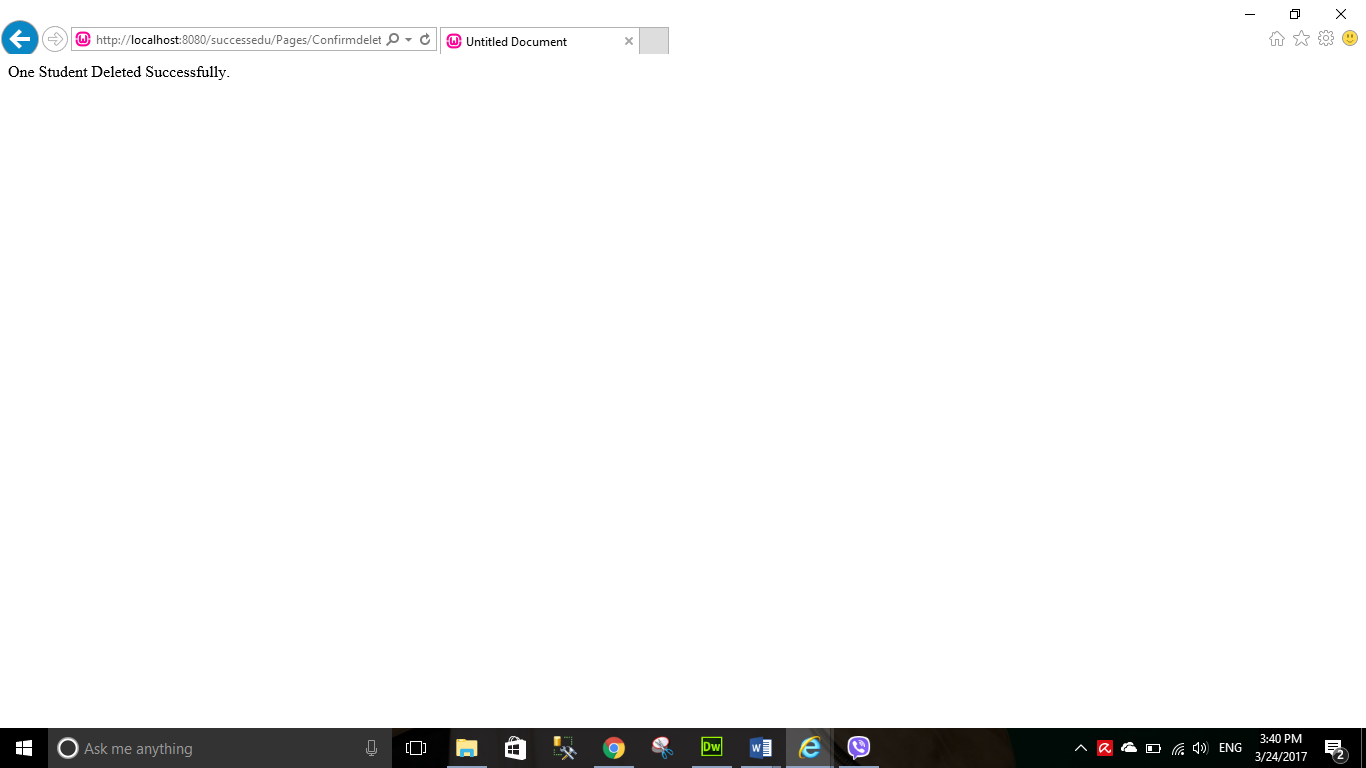 http://localhost:8080/successedu/Pages/Confirmdelet
Untitled Document
One Student Deleted Successfully.
Ask me anything
Dw
W
ENG
3:40 PM
3/24/2017
2